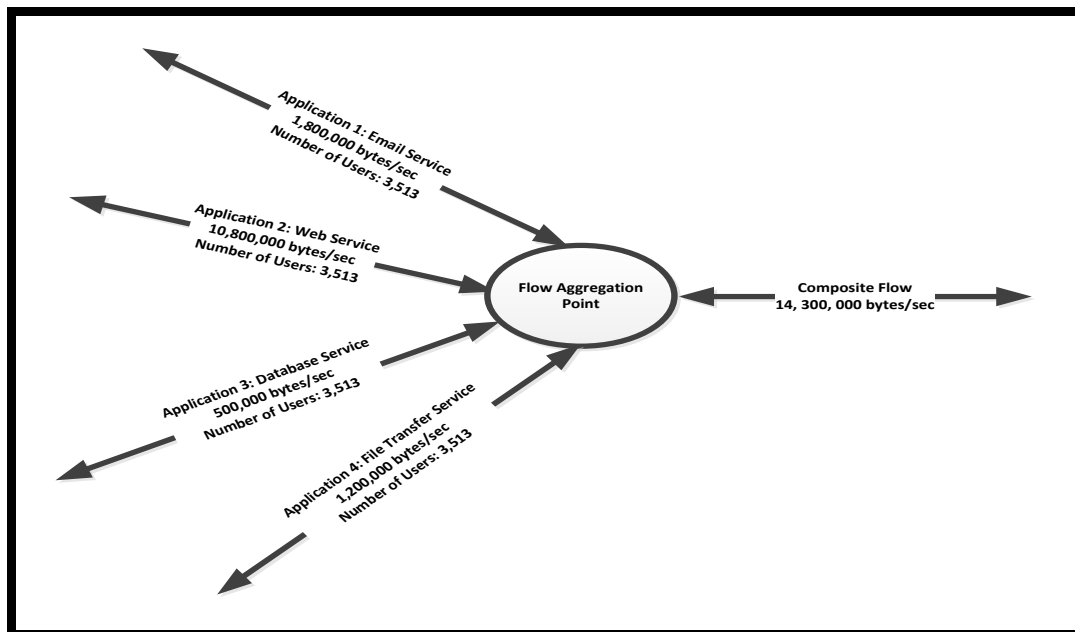 Application 1: Email Service
1,800,000 bytes/sec
Number of Users: 3,513
Application 2: Web Service
10,800,000 bytes/sec
Number of Users: 3,513
Flow Aggregation
Point
Composite Flow
14, 300, 000 bytes/sec
Application 3: Database Service
500,000 bytes/sec
Number of Users: 3,513
Application 4: File Transfer Service
1,200,000 bytes/sec
Number of Users: 3,513